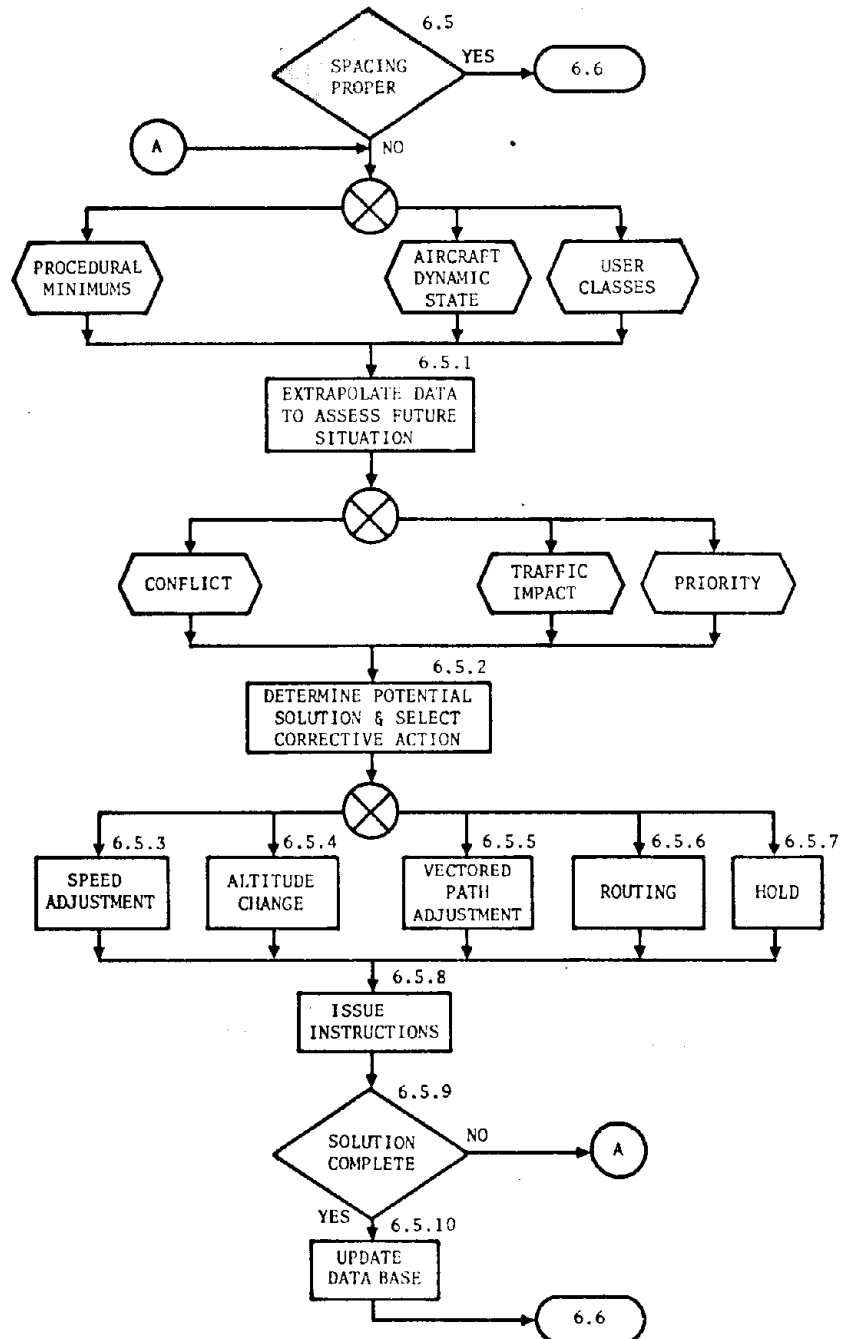 6.5
SPACING
PROPER
YES
6.6
A
NO
PROCEDURAL
MINIMUMS
AIRCRAFT
DYNAMIC
STATE
USER
CLASSES
6.5.1
EXTRAPOLATE DATA
TO ASSESS FUTURE
SITUATION
CONFLICT
TRAFFIC
IMPACT
PRIORITY
6.5.2
DETERMINE POTENTIAL
SOLUTION & SELECT
CORRECTIVE ACTION
6.5.3
SPEED
ADJUSTMENT
6.5.4
ALTITUDE
CHANGE
6.5.5
VECTORED
PATH
ADJUSTMENT
6.5.6
ROUTING
6.5.7
HOLD
6.5.8
ISSUE
INSTRUCTIONS
6.5.9
SOLUTION
COMPLETE
NO
A
YES
6.5.10
UPDATE
DATA BASE
6.6